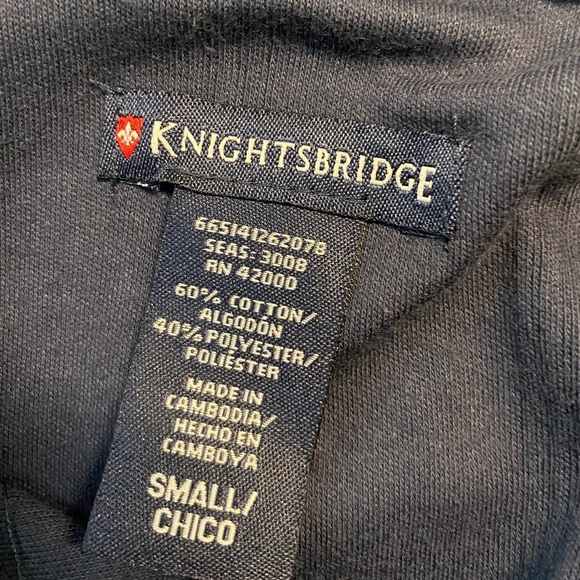 KNIGHTSBRIDGE
665141262078
SEAS: 3008
RN 42000
60% COTTON/
ALGODÓN
40% POLYESTER/
POLIÉSTER
MADE IN
CAMBODIA/
HECHO EN
CAMBOYA
SMALL/
CHICO